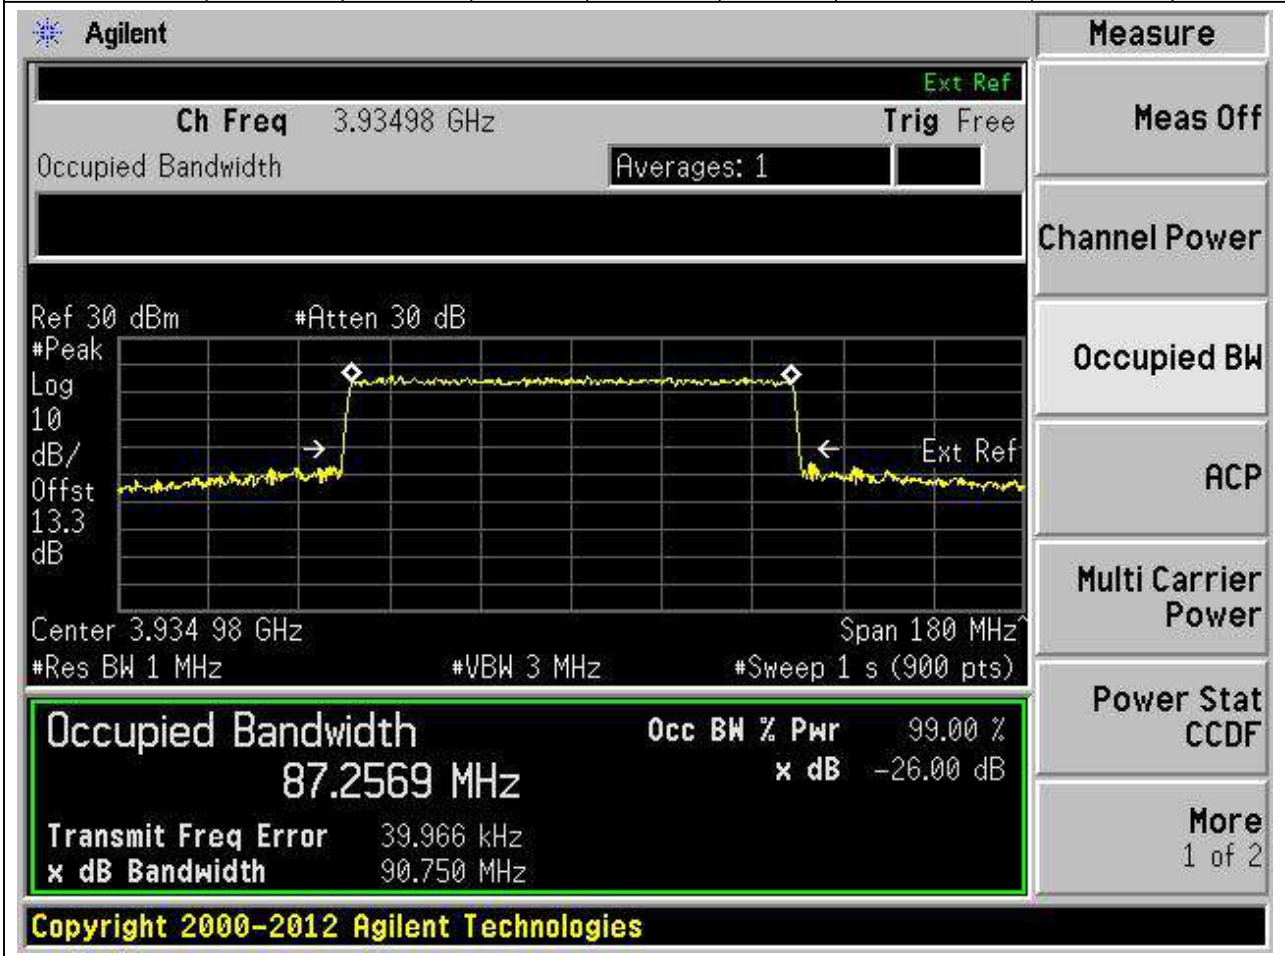 Agilent
Measure
Ext Ref
Ch Freq 3.93498 GHz Trig Free
Meas Off
Occupied Bandwidth Averages: 1
Channel Power
Ref 30 dBm #Atten 30 dB
#Peak
Log
10
dB/
Offst
13.3
dB
Ext Ref
Occupied BW
ACP
Center 3.934 98 GHz Span 180 MHz^
#Res BW 1 MHz #VBW 3 MHz #Sweep 1 s (900 pts)
Multi Carrier
Power
Occupied Bandwidth Occ BW % Pwr 99.00 %
87.2569 MHz x dB -26.00 dB
Transmit Freq Error 39.966 kHz
x dB Bandwidth 90.750 MHz
Power Stat
CCDF
More
1 of 2
Copyright 2000-2012 Agilent Technologies